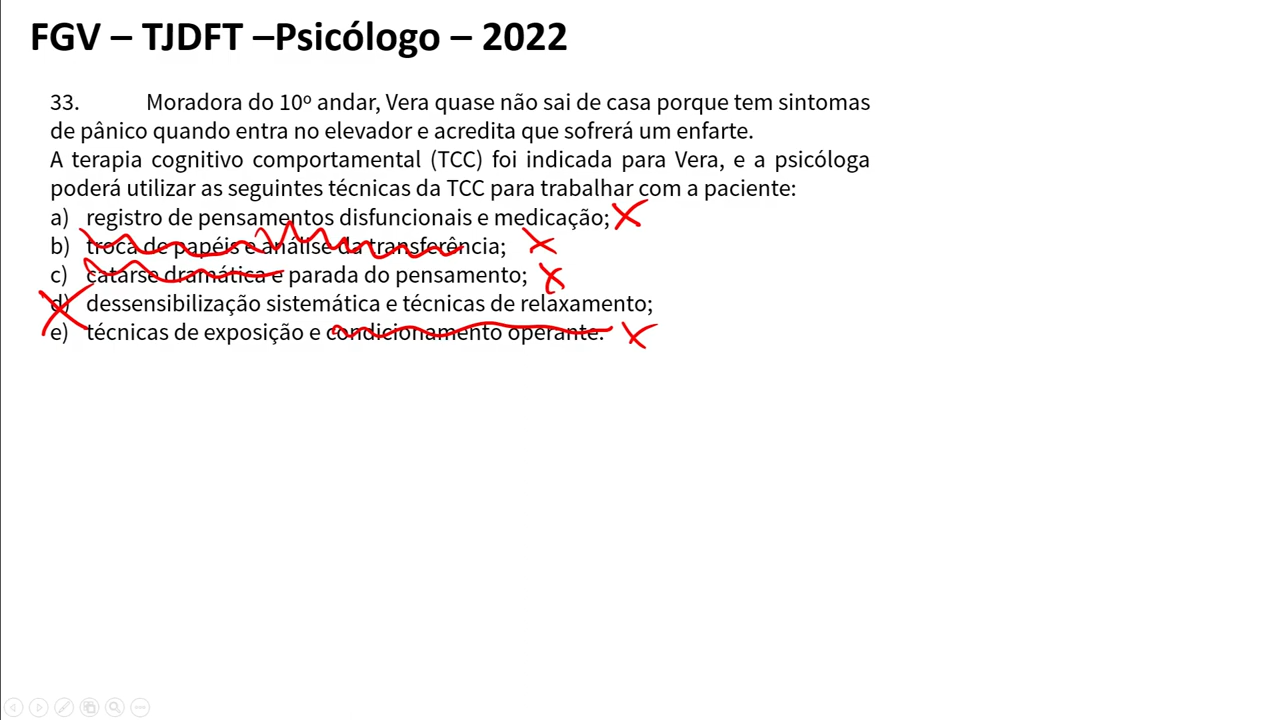 FGV – TJDFT –Psicólogo – 2022
33. Moradora do 10º andar, Vera quase não sai de casa porque tem sintomas
de pânico quando entra no elevador e acredita que sofrerá um enfarte.
A terapia cognitivo comportamental (TCC) foi indicada para Vera, e a psicóloga
poderá utilizar as seguintes técnicas da TCC para trabalhar com a paciente:
a) registro de pensamentos disfuncionais e medicação;
b) troca de papéis e análise da transferência;
c) catarse dramática e parada do pensamento;
d) dessensibilização sistemática e técnicas de relaxamento;
e) técnicas de exposição e condicionamento operante.